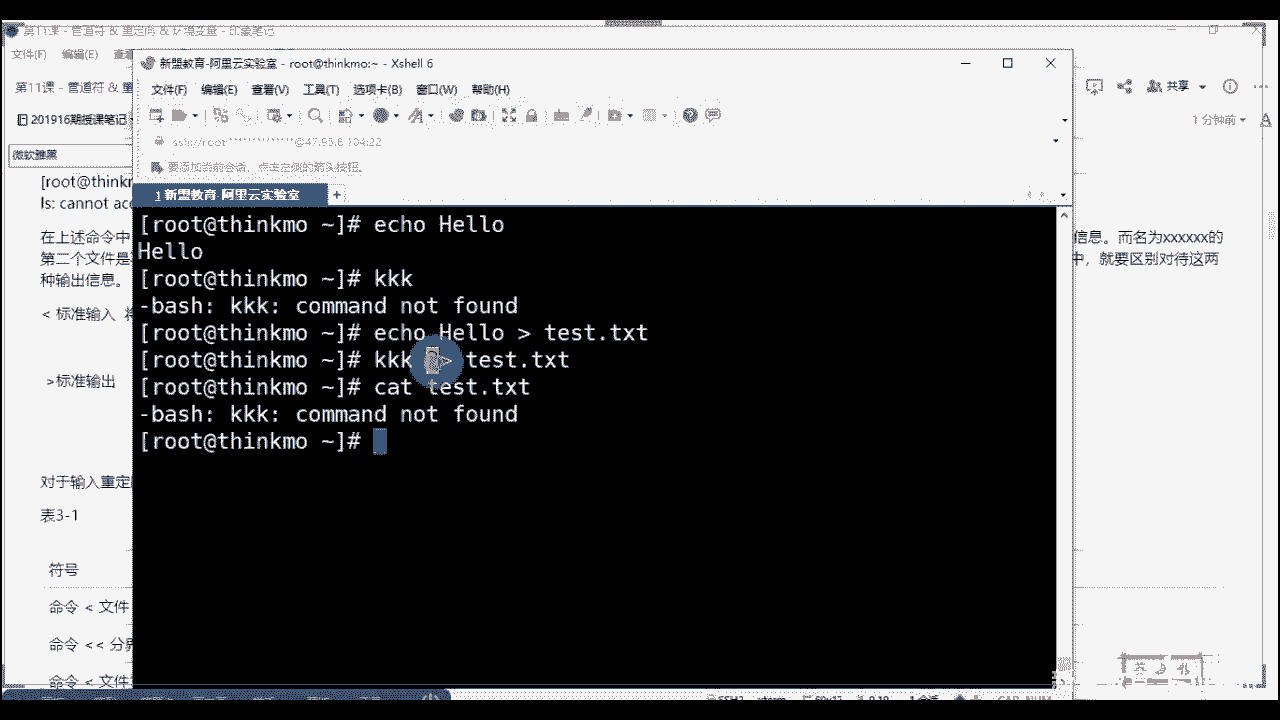 第11课 - 管道符 & 重定向 & 环境变量 - 印象笔记
文件(F) 编辑(E) 查看
新盟教育-阿里云实验室 - root@thinkmo:~ - Xshell 6
第11课 - 管道符 & 重
共享
文件(F) 编辑(E) 查看(V) 工具(T) 选项卡(B) 窗口(W) 帮助(H)
201916期授课笔记
1 分钟前
ssh://root:**************@47.95.8.104:22
微软雅黑
要添加当前会话，点击左侧的箭头按钮。
[root@thinkm
1 新盟教育-阿里云实验室
ls: cannot acc
[root@thinkmo ~]# echo Hello
在上述命令中
信息。而名为xxxxxx的
Hello
第二个文件是
就要区别对待这两
[root@thinkmo ~]# kkk
种输出信息。
-bash: kkk: command not found
< 标准输入
[root@thinkmo ~]# echo Hello > test.txt
[root@thinkmo ~]# kkk 2> test.txt
>标准输出
[root@thinkmo ~]# cat test.txt
-bash: kkk: command not found
[root@thinkmo ~]#
对于输入重定
表3-1
符号
命令 < 文件
命令 << 分界
命令 < 文件